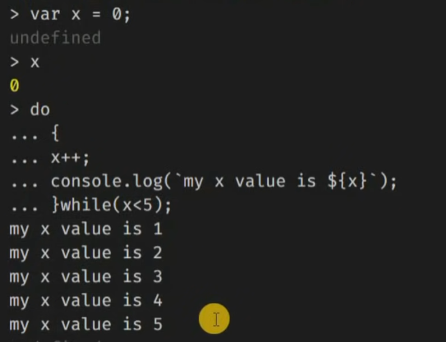 > var x = 0;
undefined
> x
0
> do
... {
... x++;
... console.log(`my x value is ${x}`);
... }while(x<5);
my x value is 1
my x value is 2
my x value is 3
my x value is 4
my x value is 5